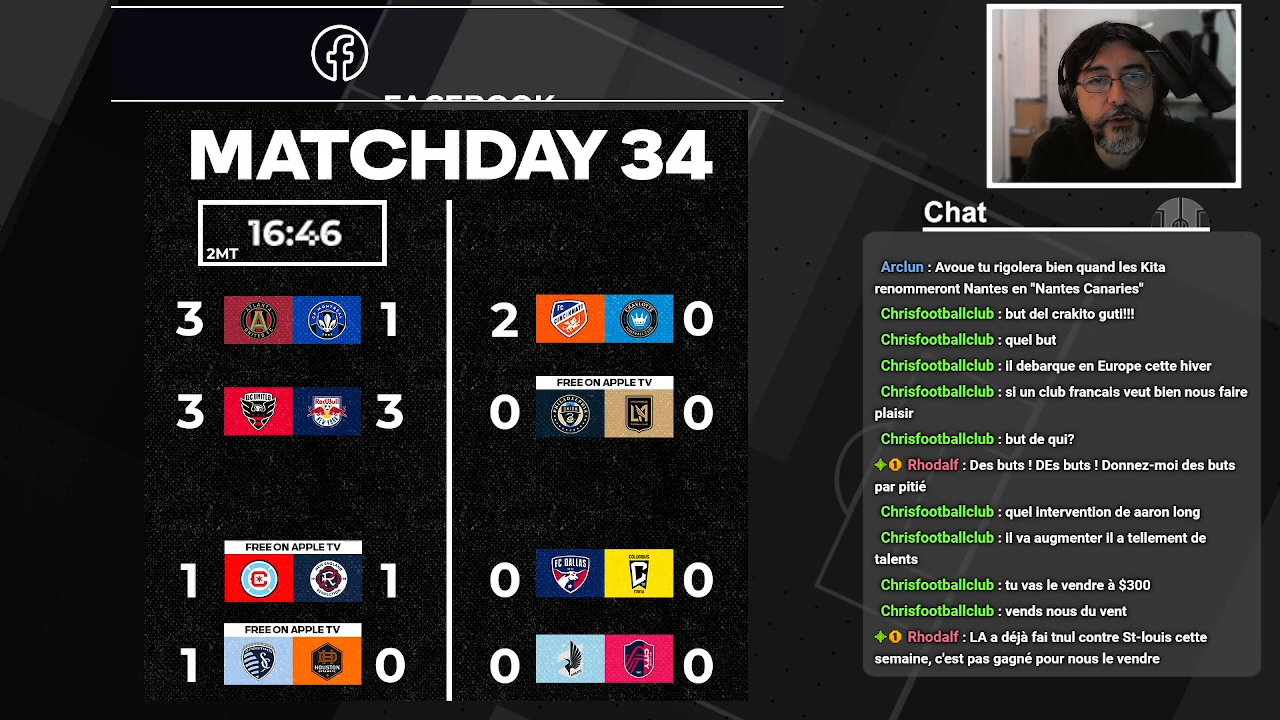 FACEBOOK
MATCHDAY 34
16:46
2MT
3 1
2 0
3 3
FREE ON APPLE TV
0 0
FREE ON APPLE TV
1 1
0 0
FREE ON APPLE TV
1 0
0 0
Chat
Arclun : Avoue tu rigolera bien quand les Kita
renommeront Nantes en "Nantes Canaries"
Chrisfootballclub : but del crakito guti!!!
Chrisfootballclub : quel but
Chrisfootballclub : il debarque en Europe cette hiver
Chrisfootballclub : si un club francais veut bien nous faire
plaisir
Chrisfootballclub : but de qui?
Rhodalf : Des buts ! DEs buts ! Donnez-moi des buts
par pitié
Chrisfootballclub : quel intervention de aaron long
Chrisfootballclub : il va augmenter il a tellement de
talents
Chrisfootballclub : tu vas le vendre à $300
Chrisfootballclub : vends nous du vent
Rhodalf : LA a déjà fai tnul contre St-louis cette
semaine, c'est pas gagné pour nous le vendre